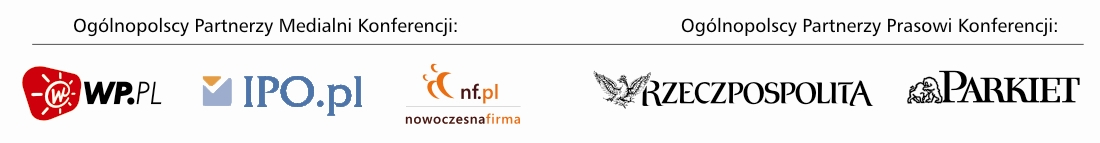 Ogólnopolscy Partnerzy Medialni Konferencji:
Ogólnopolscy Partnerzy Prasowi Konferencji:
WP.PL
IPO.pl
nf.pl
nowoczesnafirma
RZECZPOSPOLITA
PARKIET